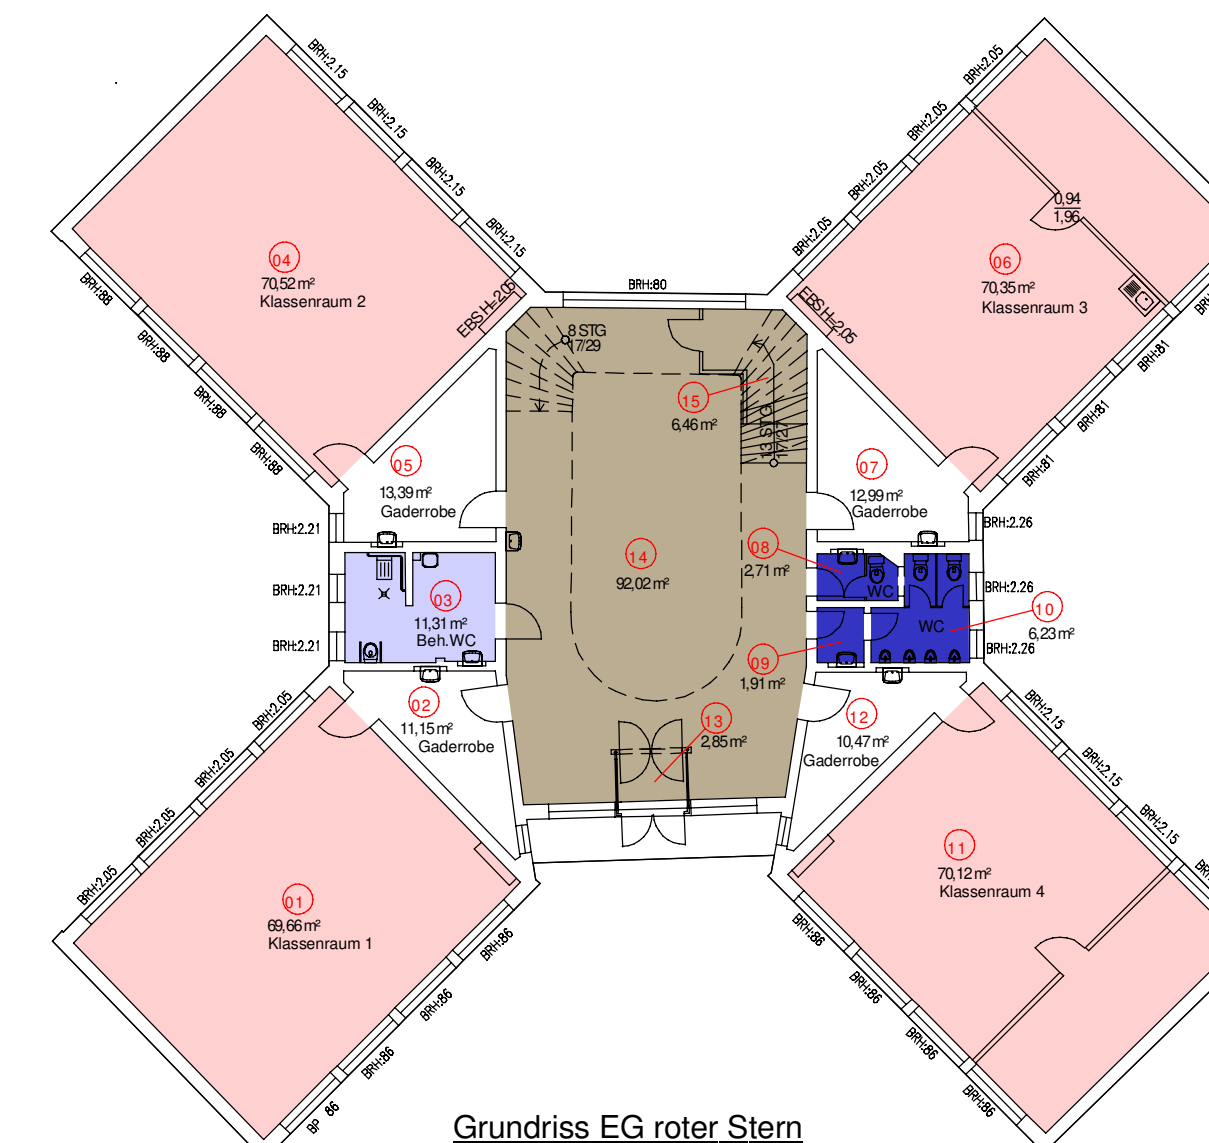 BRH:2.15
BRH:2.15
BRH:2.15
BRH:2.15
BRH:2.05
BRH:2.05
BRH:2.05
BRH:2.05
0,94
1,96
04
70,52 m²
Klassenraum 2
BRH:88
BRH:88
BRH:88
BRH:88
EBS H=2,05
BRH:80
8 STG
17/29
EBS H=2,05
06
70,35 m²
Klassenraum 3
BRH:81
BRH:81
BRH:81
15
6,46 m²
13 STG
17/27
05
13,39 m²
Gaderrobe
07
12,99 m²
Gaderrobe
BRH:2.21
BRH:2.21
BRH:2.21
BRH:2.26
BRH:2.26
BRH:2.26
14
92,02 m²
08
2,71 m²
WC
WC
10
6,23 m²
03
11,31 m²
Beh.WC
09
1,91 m²
02
11,15 m²
Gaderrobe
13
2,85 m²
12
10,47 m²
Gaderrobe
BRH:2.05
BRH:2.05
BRH:2.05
BRH:2.05
BRH:2.15
BRH:2.15
BRH:2.15
01
69,66 m²
Klassenraum 1
11
70,12 m²
Klassenraum 4
BRH:86
BRH:86
BRH:86
86
BRH:86
BRH:86
BRH:86
BRH:86
Grundriss EG roter Stern